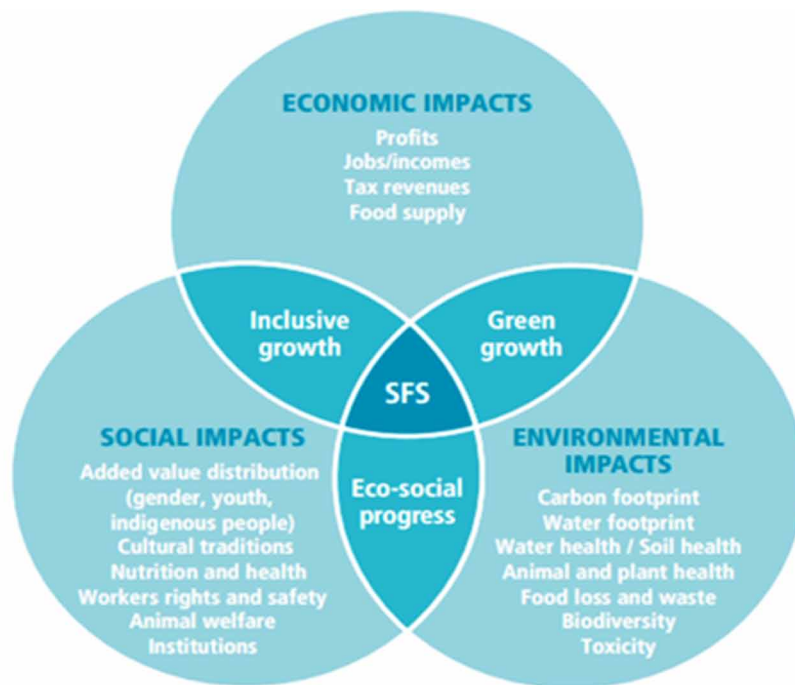 ECONOMIC IMPACTS
Profits
Jobs/incomes
Tax revenues
Food supply
Inclusive
growth
Green
growth
SFS
SOCIAL IMPACTS
Added value distribution
(gender, youth,
indigenous people)
Cultural traditions
Nutrition and health
Workers rights and safety
Animal welfare
Institutions
Eco-social
progress
ENVIRONMENTAL
IMPACTS
Carbon footprint
Water footprint
Water health / Soil health
Animal and plant health
Food loss and waste
Biodiversity
Toxicity